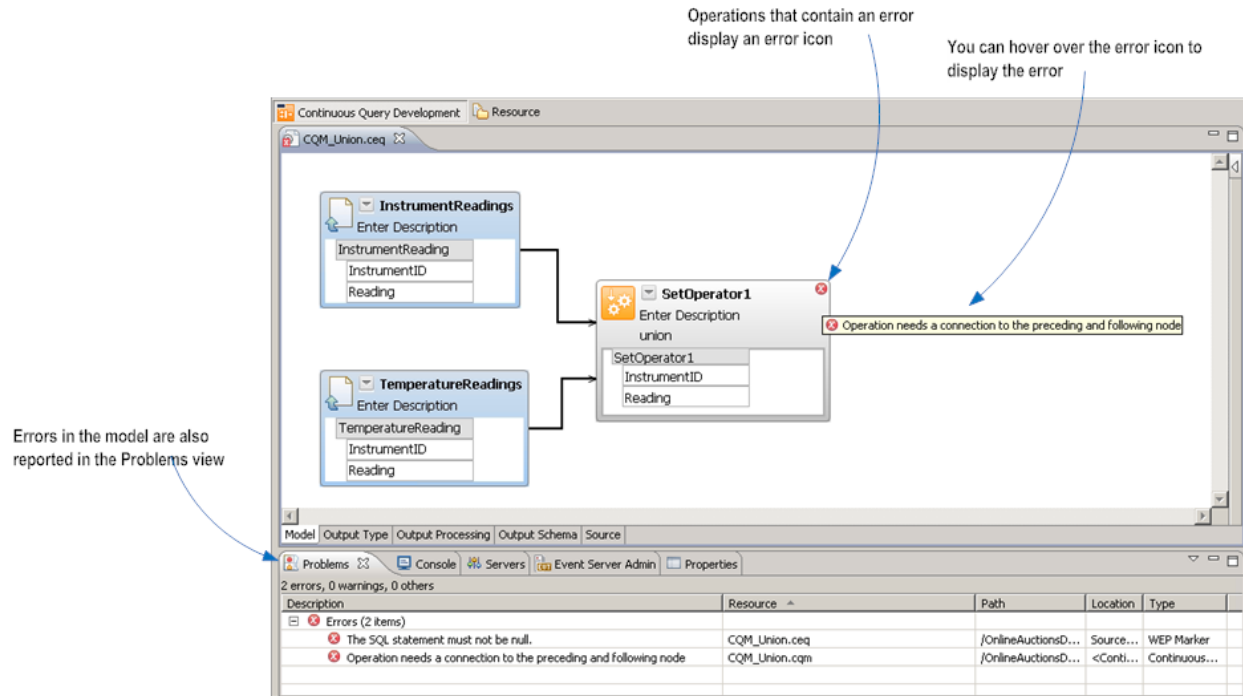 Operations that contain an error
display an error icon
You can hover over the error icon to
display the error
Continuous Query Development Resource
CQM_Union.ceq
InstrumentReadings
Enter Description
InstrumentReading
InstrumentID
Reading
SetOperator1
Enter Description
union
SetOperator1
InstrumentID
Reading
Operation needs a connection to the preceding and following node
TemperatureReadings
Enter Description
TemperatureReading
InstrumentID
Reading
Errors in the model are also
reported in the Problems view
Model Output Type Output Processing Output Schema Source
Problems Console Servers Event Server Admin Properties
2 errors, 0 warnings, 0 others
Description Resource Path Location Type
Errors (2 items)
The SQL statement must not be null. CQM_Union.ceq /OnlineAuctionsD... Source... WEP Marker
Operation needs a connection to the preceding and following node CQM_Union.cqm /OnlineAuctionsD... <Conti... Continuous...